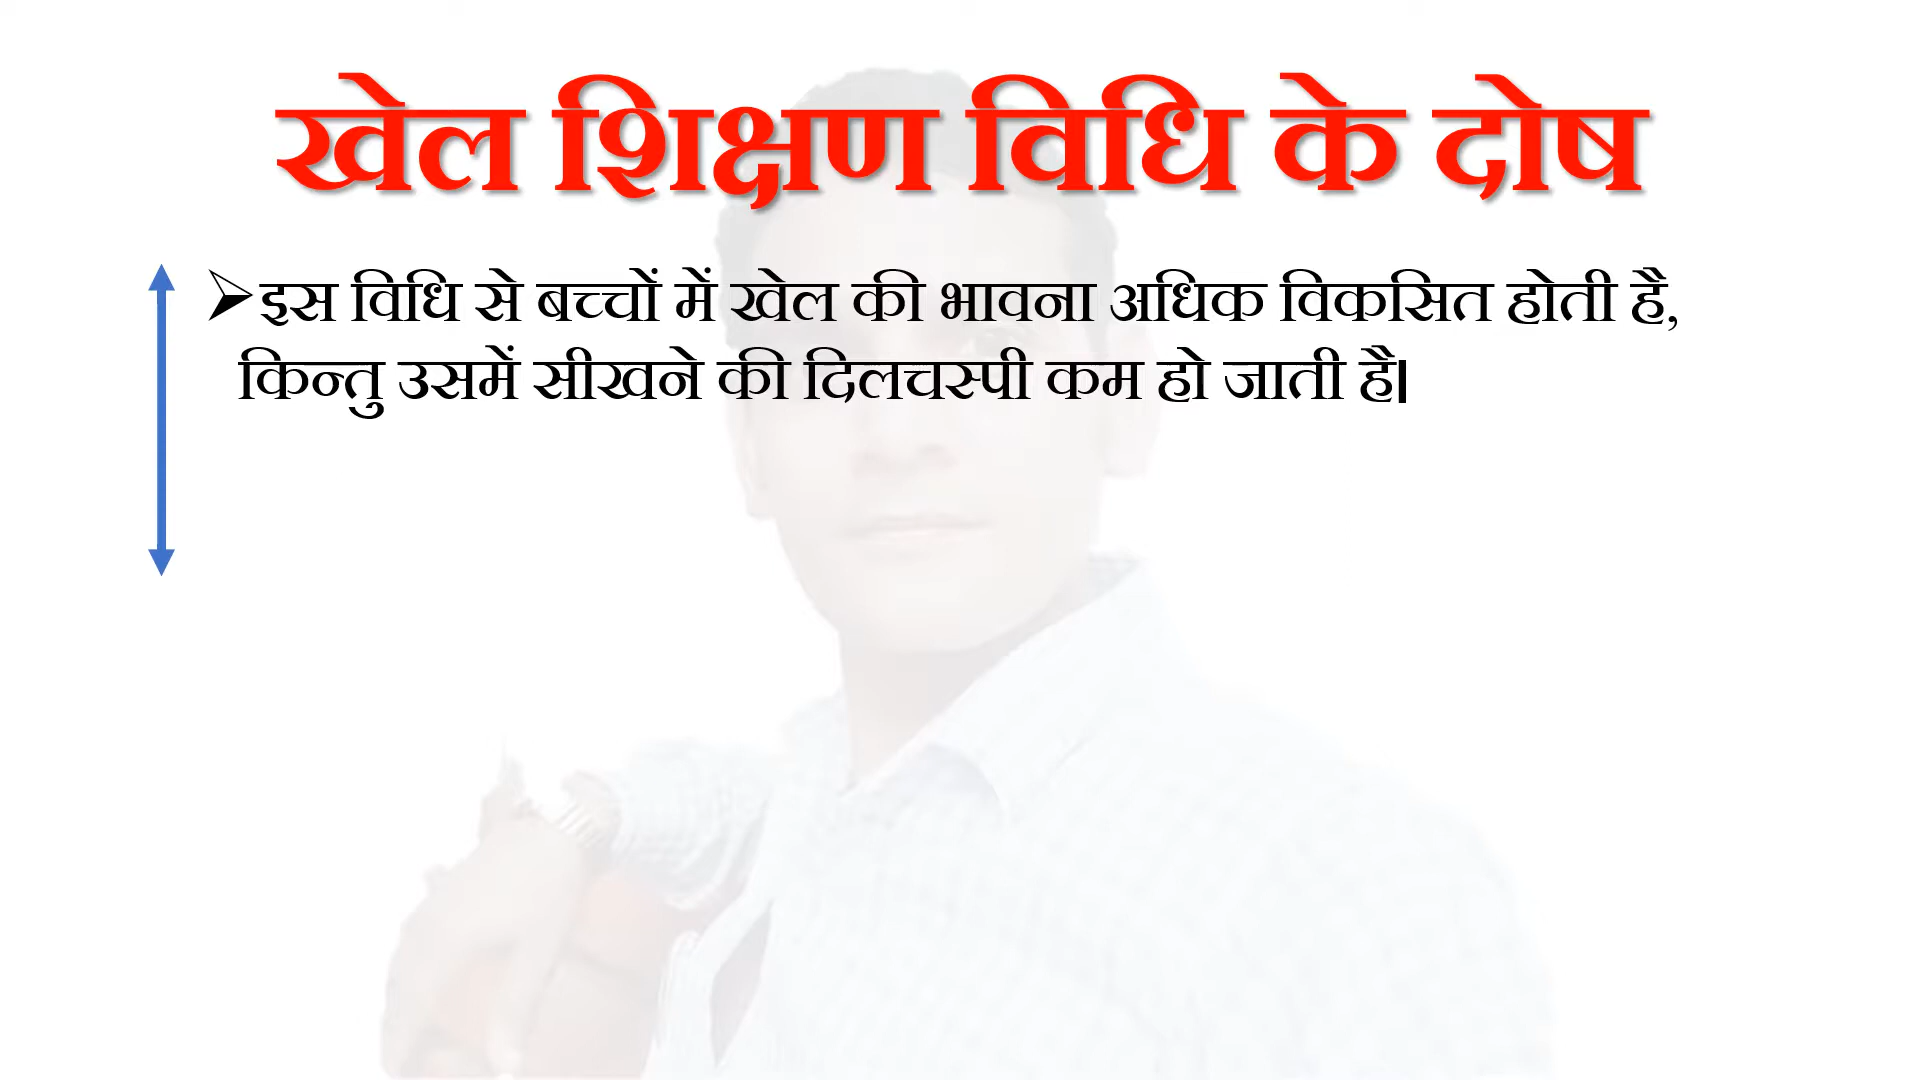 खेल शिक्षण विधि के दोष
➢इस विधि से बच्चों में खेल की भावना अधिक विकसित होती है,
किन्तु उसमें सीखने की दिलचस्पी कम हो जाती है।